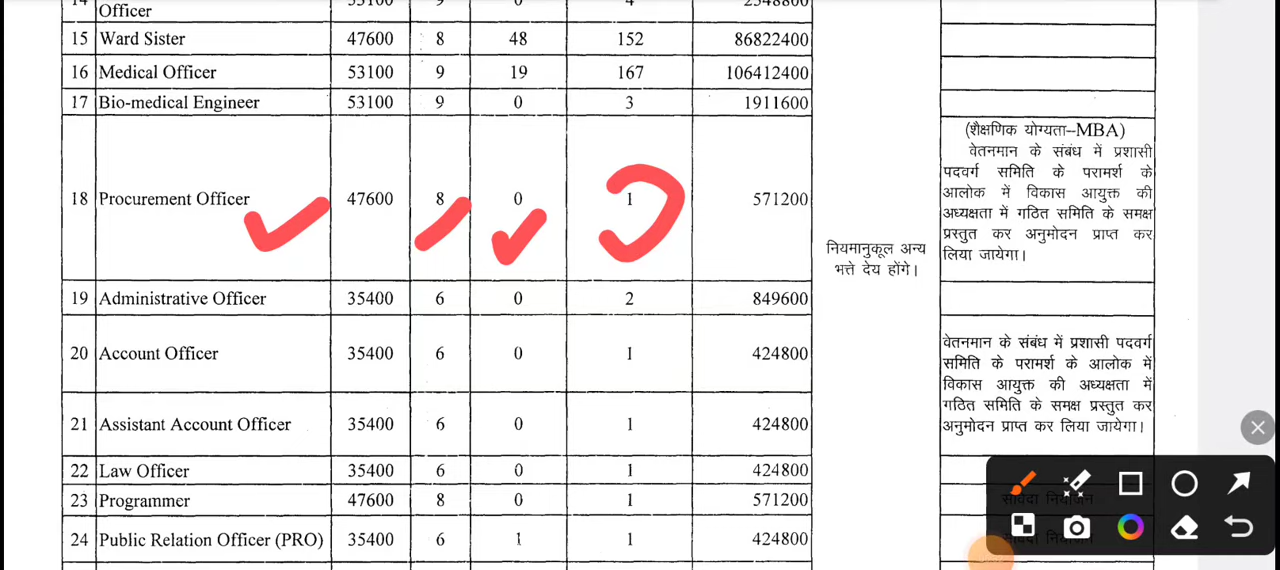 14 Officer 53100 9 0 4 2548800
15 Ward Sister 47600 8 48 152 86822400
16 Medical Officer 53100 9 19 167 106412400
17 Bio-medical Engineer 53100 9 0 3 1911600
18 Procurement Officer 47600 8 0 1 571200
(शैक्षणिक योग्यता–MBA)
वेतनमान के संबंध में प्रशासी
पदवर्ग समिति के परामर्श के
आलोक में विकास आयुक्त की
अध्यक्षता में गठित समिति के समक्ष
प्रस्तुत कर अनुमोदन प्राप्त कर
लिया जायेगा।
नियमानुकूल अन्य
भत्ते देय होंगे।
19 Administrative Officer 35400 6 0 2 849600
20 Account Officer 35400 6 0 1 424800
वेतनमान के संबंध में प्रशासी पदवर्ग
समिति के परामर्श के आलोक में
विकास आयुक्त की अध्यक्षता में
गठित समिति के समक्ष प्रस्तुत कर
अनुमोदन प्राप्त कर लिया जायेगा।
21 Assistant Account Officer 35400 6 0 1 424800
22 Law Officer 35400 6 0 1 424800
23 Programmer 47600 8 0 1 571200
24 Public Relation Officer (PRO) 35400 6 1 1 424800